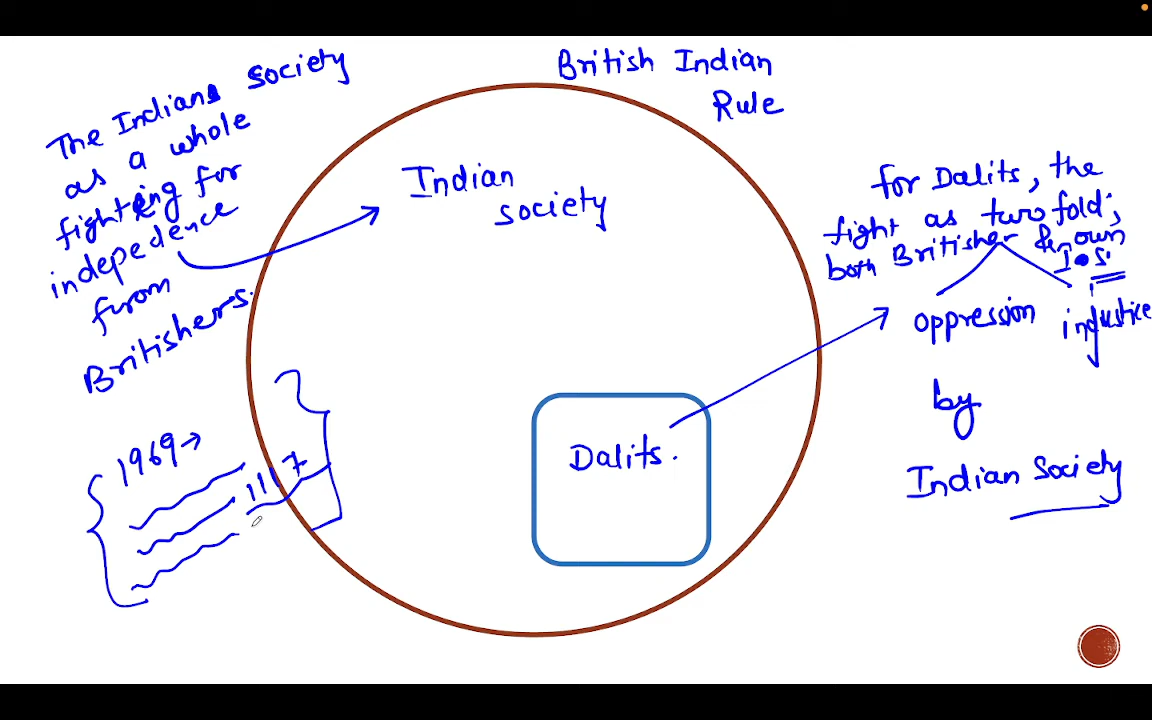 British Indian
Rule
The Indians society
as a whole
fighting for
indepedence
from
Britishers.
Indian
society
for Dalits, the
fight as two fold;
both Britisher & own
I.S.
oppression
injustice
by
Indian Society
Dalits.
1969→
117